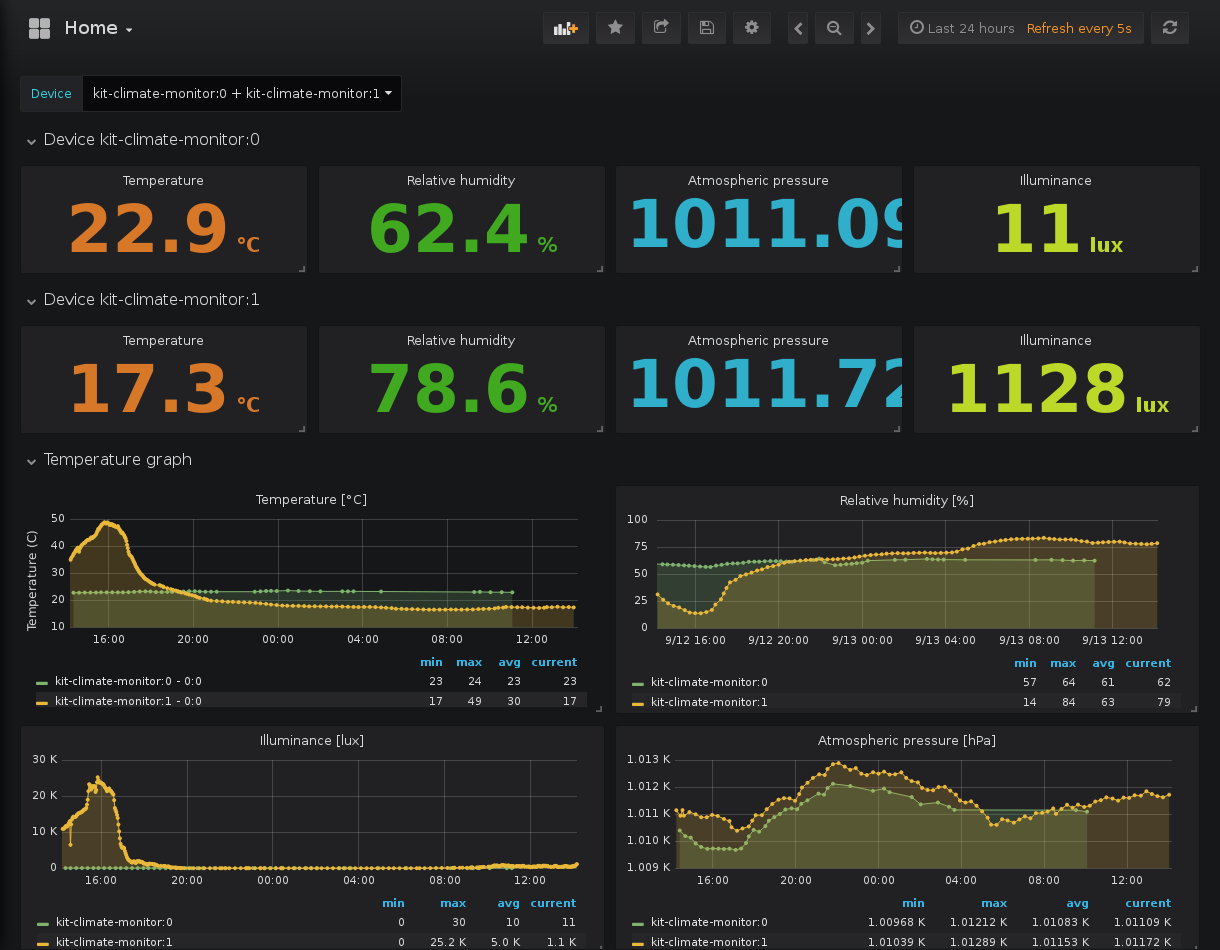 Home
Last 24 hours Refresh every 5s
Device kit-climate-monitor:0 + kit-climate-monitor:1
Device kit-climate-monitor:0
Temperature Relative humidity Atmospheric pressure Illuminance
22.9 °C 62.4 % 1011.09 11 lux
Device kit-climate-monitor:1
Temperature Relative humidity Atmospheric pressure Illuminance
17.3 °C 78.6 % 1011.72 1128 lux
Temperature graph
Temperature [°C]
Temperature (C)
50
40
30
20
10
16:00 20:00 00:00 04:00 08:00 12:00
min max avg current
kit-climate-monitor:0 - 0:0 23 24 23 23
kit-climate-monitor:1 - 0:0 17 49 30 17
Relative humidity [%]
100
75
50
25
0
9/12 16:00 9/12 20:00 9/13 00:00 9/13 04:00 9/13 08:00 9/13 12:00
min max avg current
kit-climate-monitor:0 57 64 61 62
kit-climate-monitor:1 14 84 63 79
Illuminance [lux]
30 K
20 K
10 K
0
16:00 20:00 00:00 04:00 08:00 12:00
min max avg current
kit-climate-monitor:0 0 30 10 11
kit-climate-monitor:1 0 25.2 K 5.0 K 1.1 K
Atmospheric pressure [hPa]
1.013 K
1.012 K
1.011 K
1.010 K
1.009 K
16:00 20:00 00:00 04:00 08:00 12:00
min max avg current
kit-climate-monitor:0 1.00968 K 1.01212 K 1.01083 K 1.01109 K
kit-climate-monitor:1 1.01039 K 1.01289 K 1.01153 K 1.01172 K